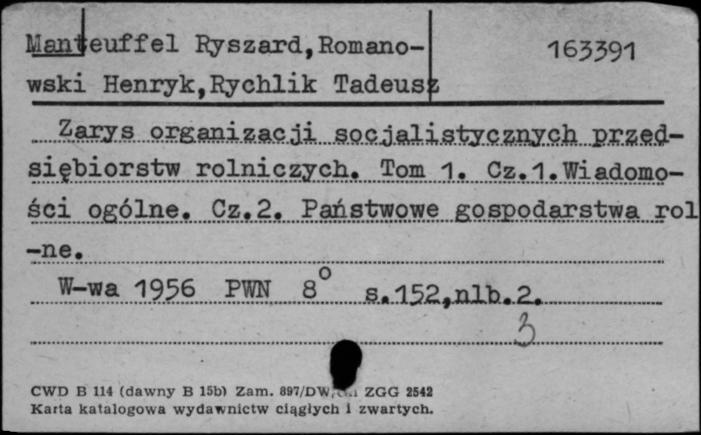 Manteuffel Ryszard,Romano-
163391
wski Henryk,Rychlik Tadeusz
Zarys organizacji socjalistycznych przed-
siębiorstw rolniczych. Tom 1. Cz.1.Wiadomo-
ści ogólne. Cz.2. Państwowe gospodarstwa rol
-ne.
W-wa 1956 PWN 8° s.152,nlb.2.
3
CWD B 114 (dawny B 15b) Zam. 897/DW ZGG 2542
Karta katalogowa wydawnictw ciągłych i zwartych.